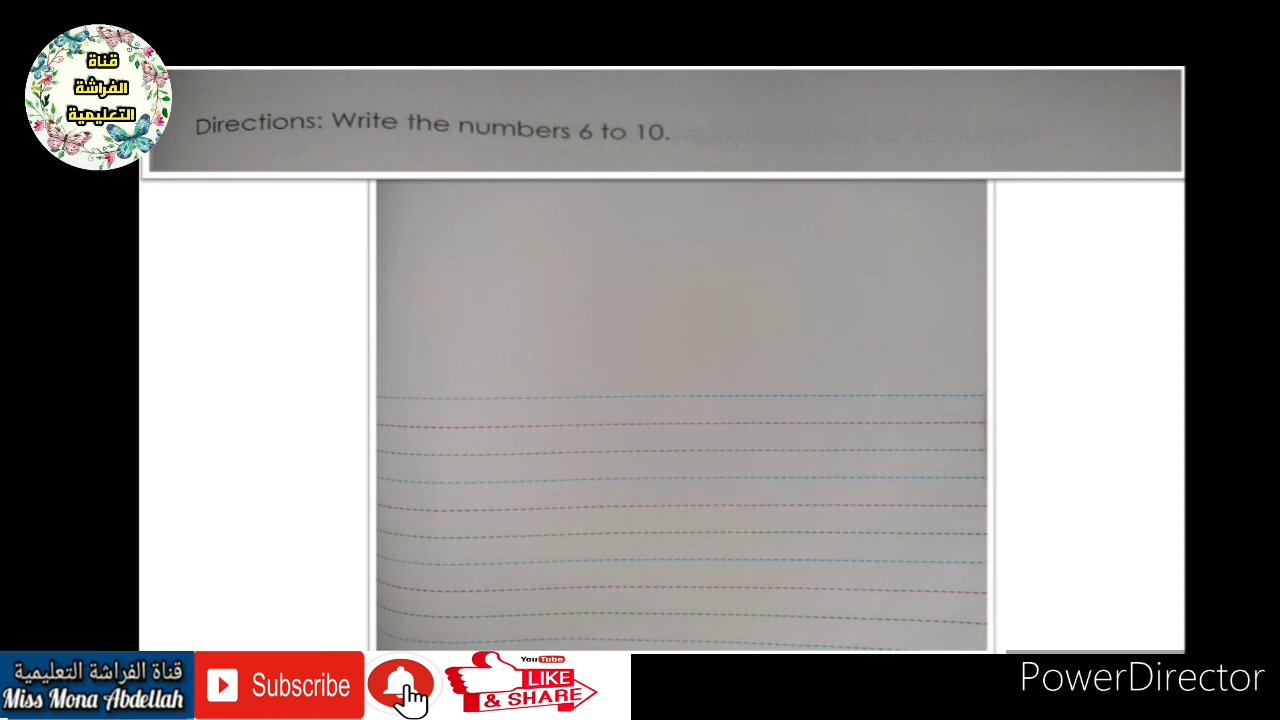 قناة
الفراشة
التعليمية
Directions: Write the numbers 6 to 10.
قناة الفراشة التعليمية
Miss Mona Abdellah
Subscribe
YouTube
LIKE
& SHARE
PowerDirector